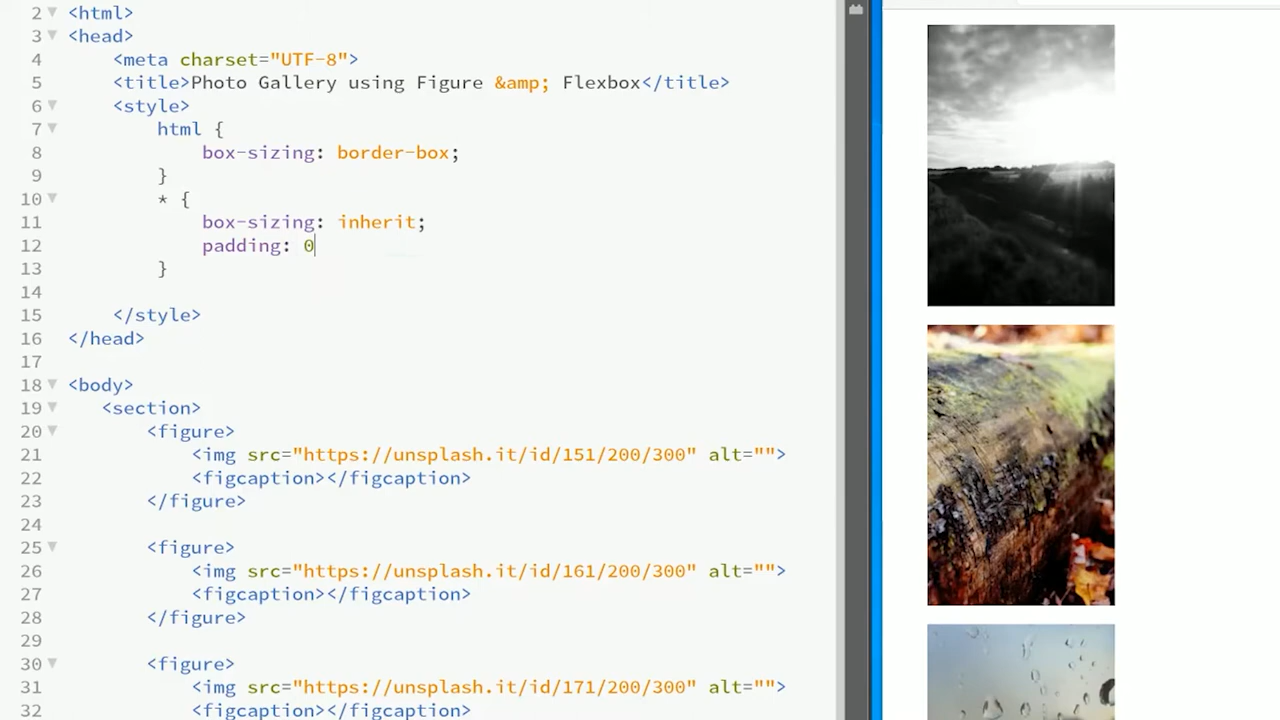 2 <html>
3 <head>
4 <meta charset="UTF-8">
5 <title>Photo Gallery using Figure &amp; Flexbox</title>
6 <style>
7 html {
8 box-sizing: border-box;
9 }
10 * {
11 box-sizing: inherit;
12 padding: 0
13 }
14
15 </style>
16 </head>
17
18 <body>
19 <section>
20 <figure>
21 <img src="https://unsplash.it/id/151/200/300" alt="">
22 <figcaption></figcaption>
23 </figure>
24
25 <figure>
26 <img src="https://unsplash.it/id/161/200/300" alt="">
27 <figcaption></figcaption>
28 </figure>
29
30 <figure>
31 <img src="https://unsplash.it/id/171/200/300" alt="">
32 <figcaption></figcaption>